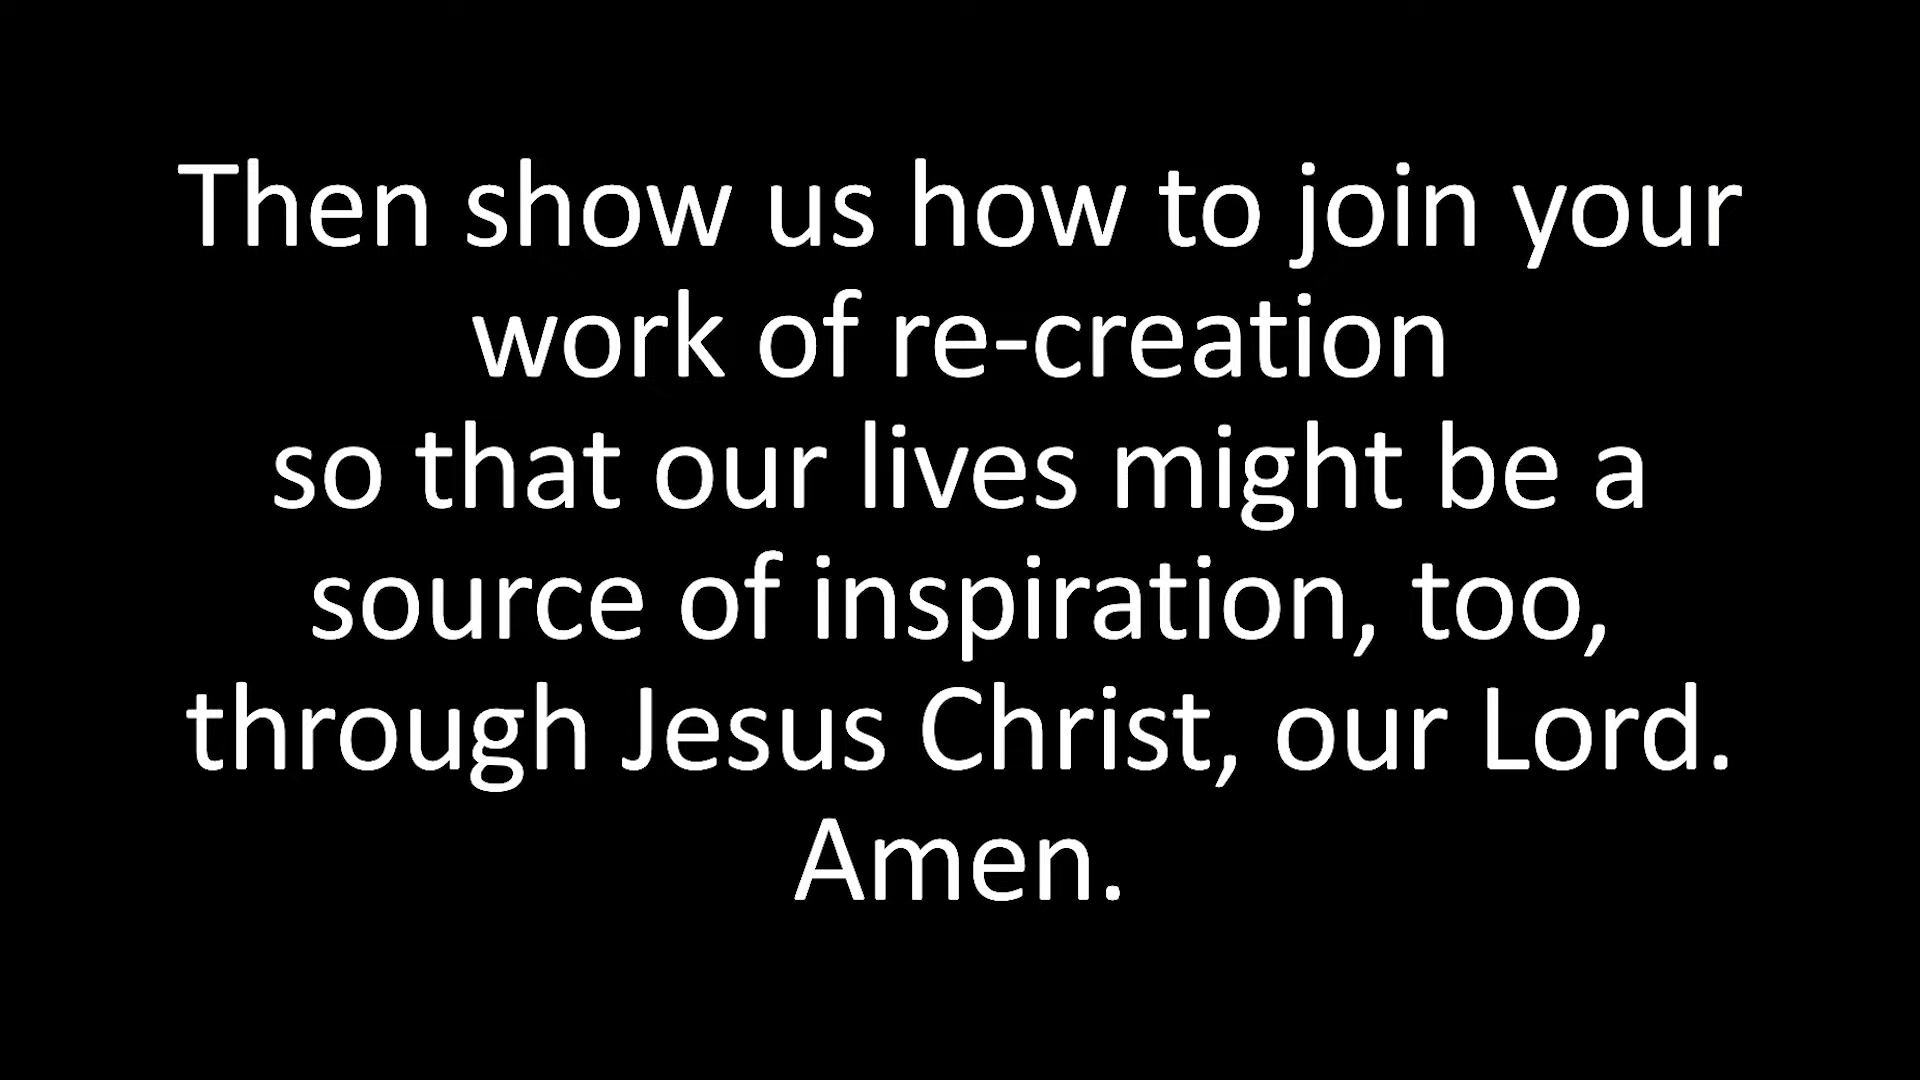 Then show us how to join your
work of re-creation
so that our lives might be a
source of inspiration, too,
through Jesus Christ, our Lord.
Amen.